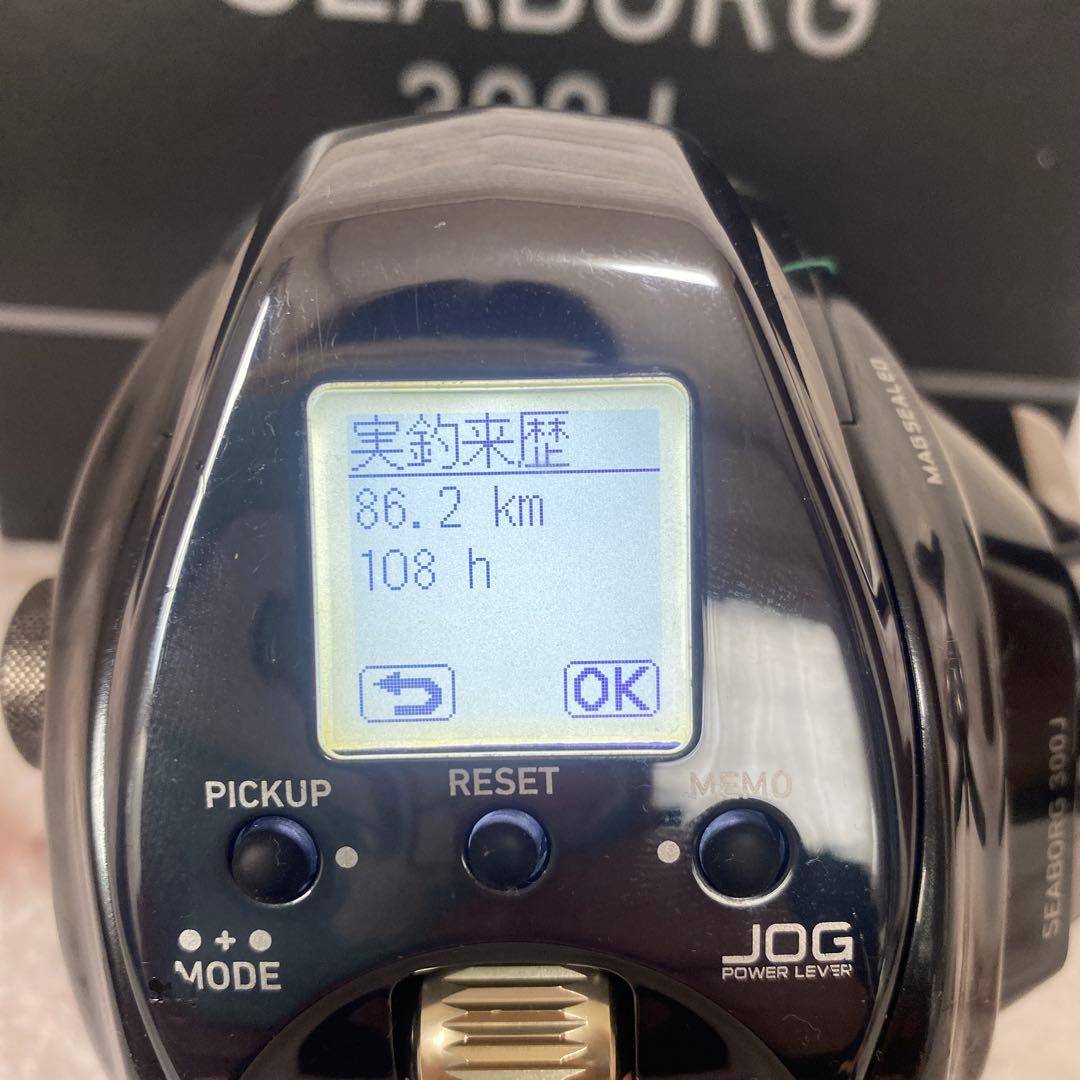 SEABORG
300J
実釣来歴
86.2 km
108 h
OK
PICKUP
RESET
MEMO
MODE
JOG
POWER LEVER
MAGSEALED
SEABORG 300J